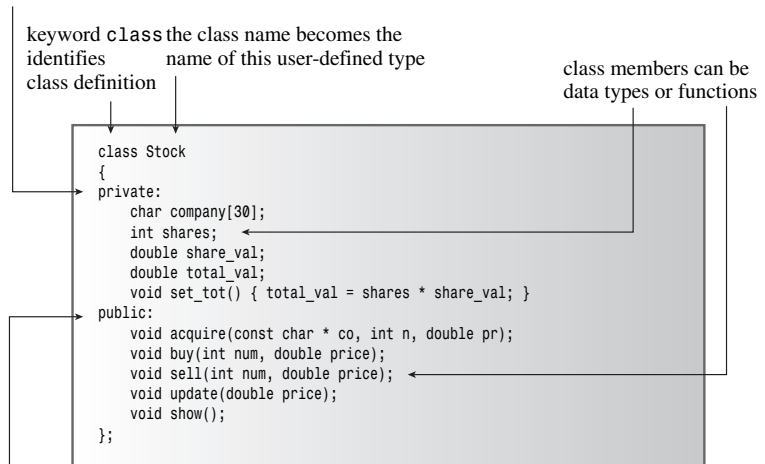 keyword class
identifies
class definition
the class name becomes the
name of this user-defined type
class members can be
data types or functions
class Stock
{
private:
    char company[30];
    int shares;
    double share_val;
    double total_val;
    void set_tot() { total_val = shares * share_val; }
public:
    void acquire(const char * co, int n, double pr);
    void buy(int num, double price);
    void sell(int num, double price);
    void update(double price);
    void show();
};